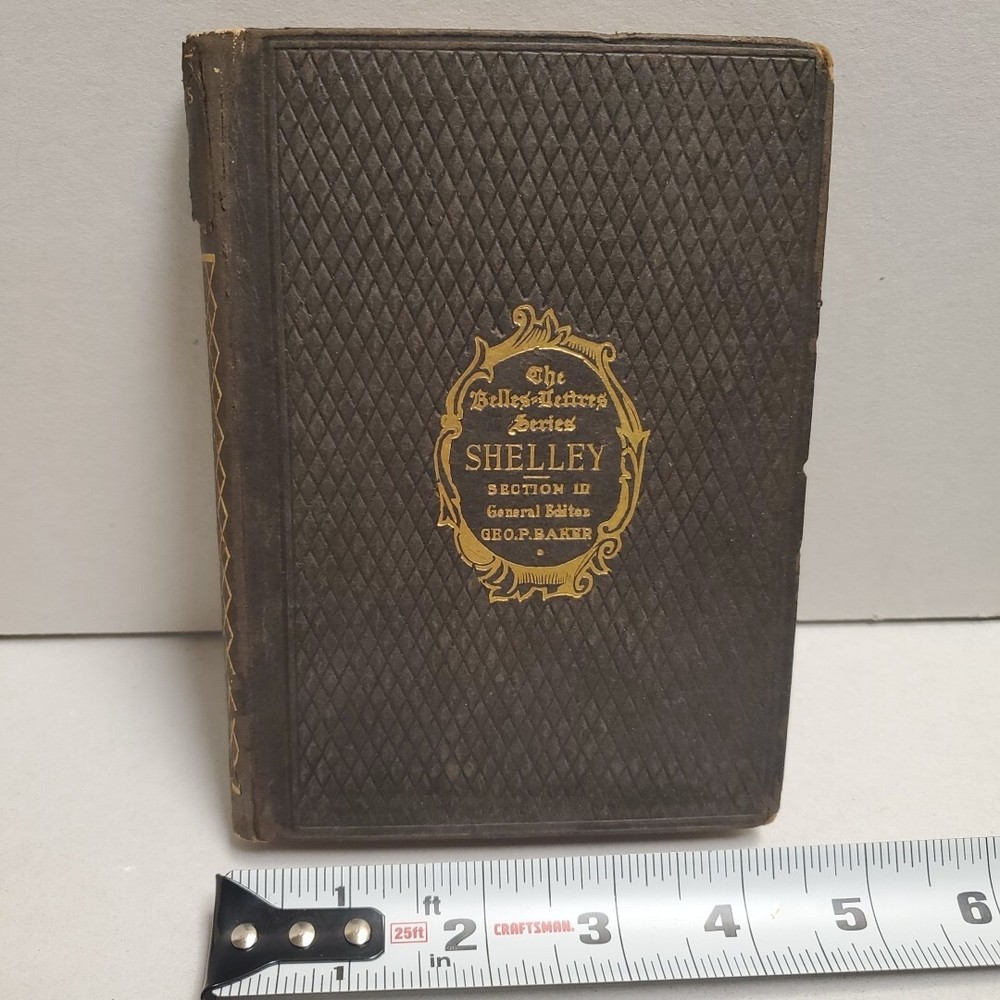 The
Belles-Lettres
Series
SHELLEY
SECTION III
General Editor
GEO.P.BAKER
1
ft
25ft
2
in
CRAFTSMAN.
3
4
5
6
1